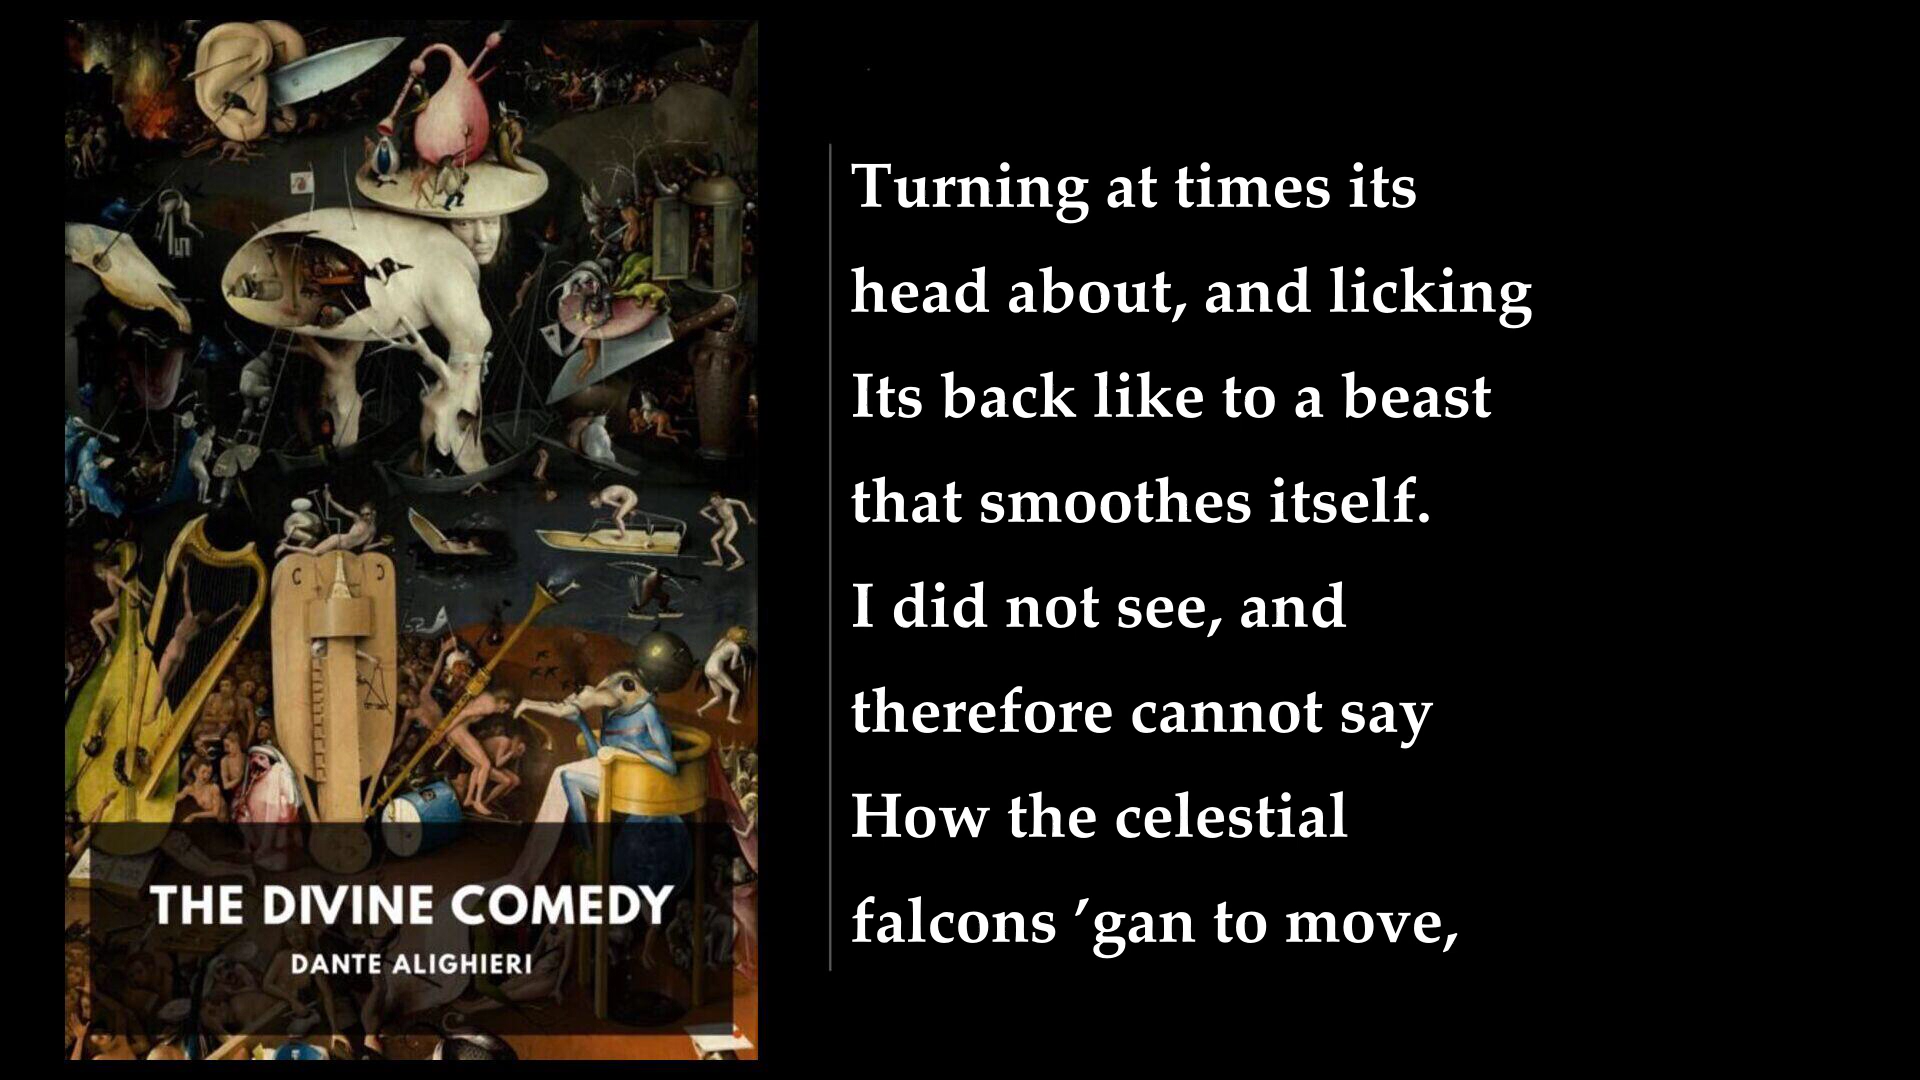 THE DIVINE COMEDY
DANTE ALIGHIERI
Turning at times its
head about, and licking
Its back like to a beast
that smoothes itself.
I did not see, and
therefore cannot say
How the celestial
falcons ’gan to move,